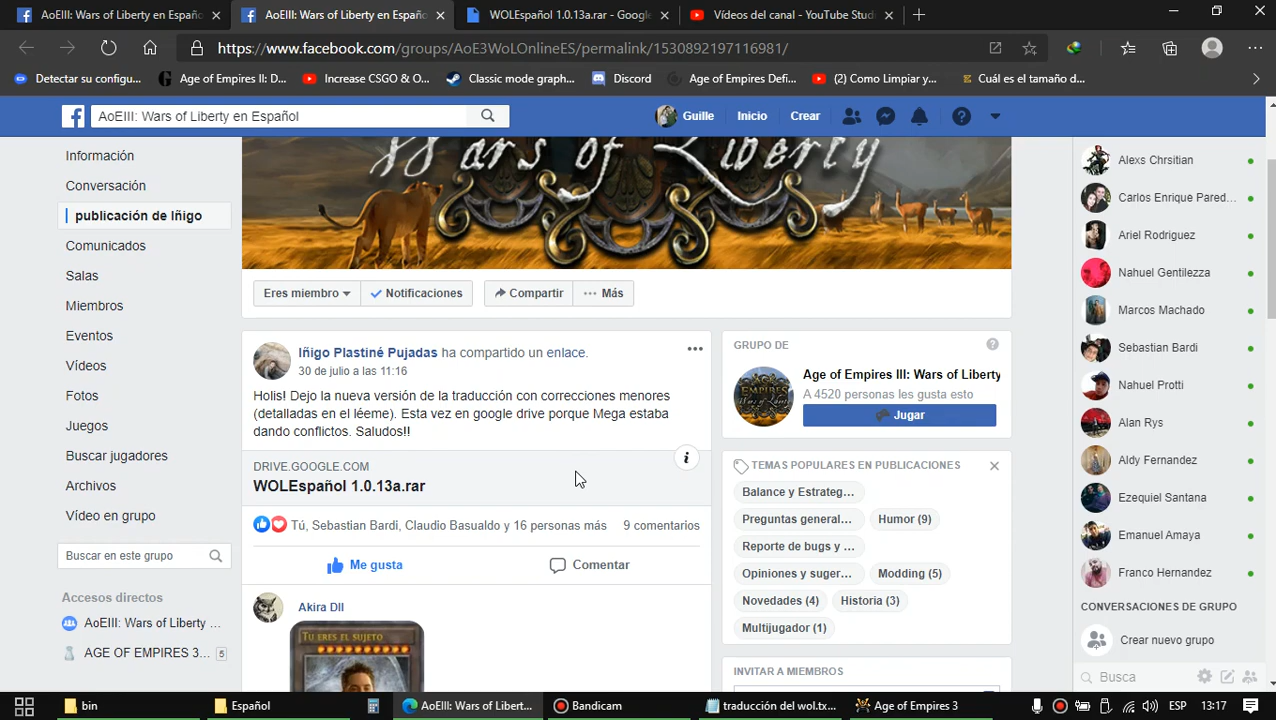 AoEIII: Wars of Liberty en Españo
AoEIII: Wars of Liberty en Españo
WOLEspañol 1.0.13a.rar - Google
Vídeos del canal - YouTube Studi
https://www.facebook.com/groups/AoE3WoLOnlineES/permalink/1530892197116981/
Detectar su configu...
Age of Empires II: D...
Increase CSGO & O...
Classic mode graph...
Discord
Age of Empires Defi...
(2) Como Limpiar y...
Cuál es el tamaño d...
AoEIII: Wars of Liberty en Español
Guille
Inicio
Crear
Información
Conversación
publicación de Iñigo
Comunicados
Salas
Miembros
Eventos
Vídeos
Fotos
Juegos
Buscar jugadores
Archivos
Vídeo en grupo
Buscar en este grupo
Accesos directos
AoEIII: Wars of Liberty ...
AGE OF EMPIRES 3... 5
Wars of Liberty
Eres miembro
Notificaciones
Compartir
Más
Iñigo Plastiné Pujadas ha compartido un enlace.
30 de julio a las 11:16
Holis! Dejo la nueva versión de la traducción con correcciones menores
(detalladas en el léeme). Esta vez en google drive porque Mega estaba
dando conflictos. Saludos!!
DRIVE.GOOGLE.COM
WOLEspañol 1.0.13a.rar
Tú, Sebastian Bardi, Claudio Basualdo y 16 personas más
9 comentarios
Me gusta
Comentar
Akira Dll
TU ERES EL SUJETO
GRUPO DE
Age of Empires III: Wars of Liberty
A 4520 personas les gusta esto
Jugar
TEMAS POPULARES EN PUBLICACIONES
Balance y Estrateg...
Preguntas general...
Humor (9)
Reporte de bugs y ...
Opiniones y suger...
Modding (5)
Novedades (4)
Historia (3)
Multijugador (1)
INVITAR A MIEMBROS
Alexs Chrsitian
Carlos Enrique Pared...
Ariel Rodriguez
Nahuel Gentilezza
Marcos Machado
Sebastian Bardi
Nahuel Protti
Alan Rys
Aldy Fernandez
Ezequiel Santana
Emanuel Amaya
Franco Hernandez
CONVERSACIONES DE GRUPO
Crear nuevo grupo
Busca
bin
Español
AoEIII: Wars of Libert...
Bandicam
traducción del wol.tx...
Age of Empires 3
ESP
13:17